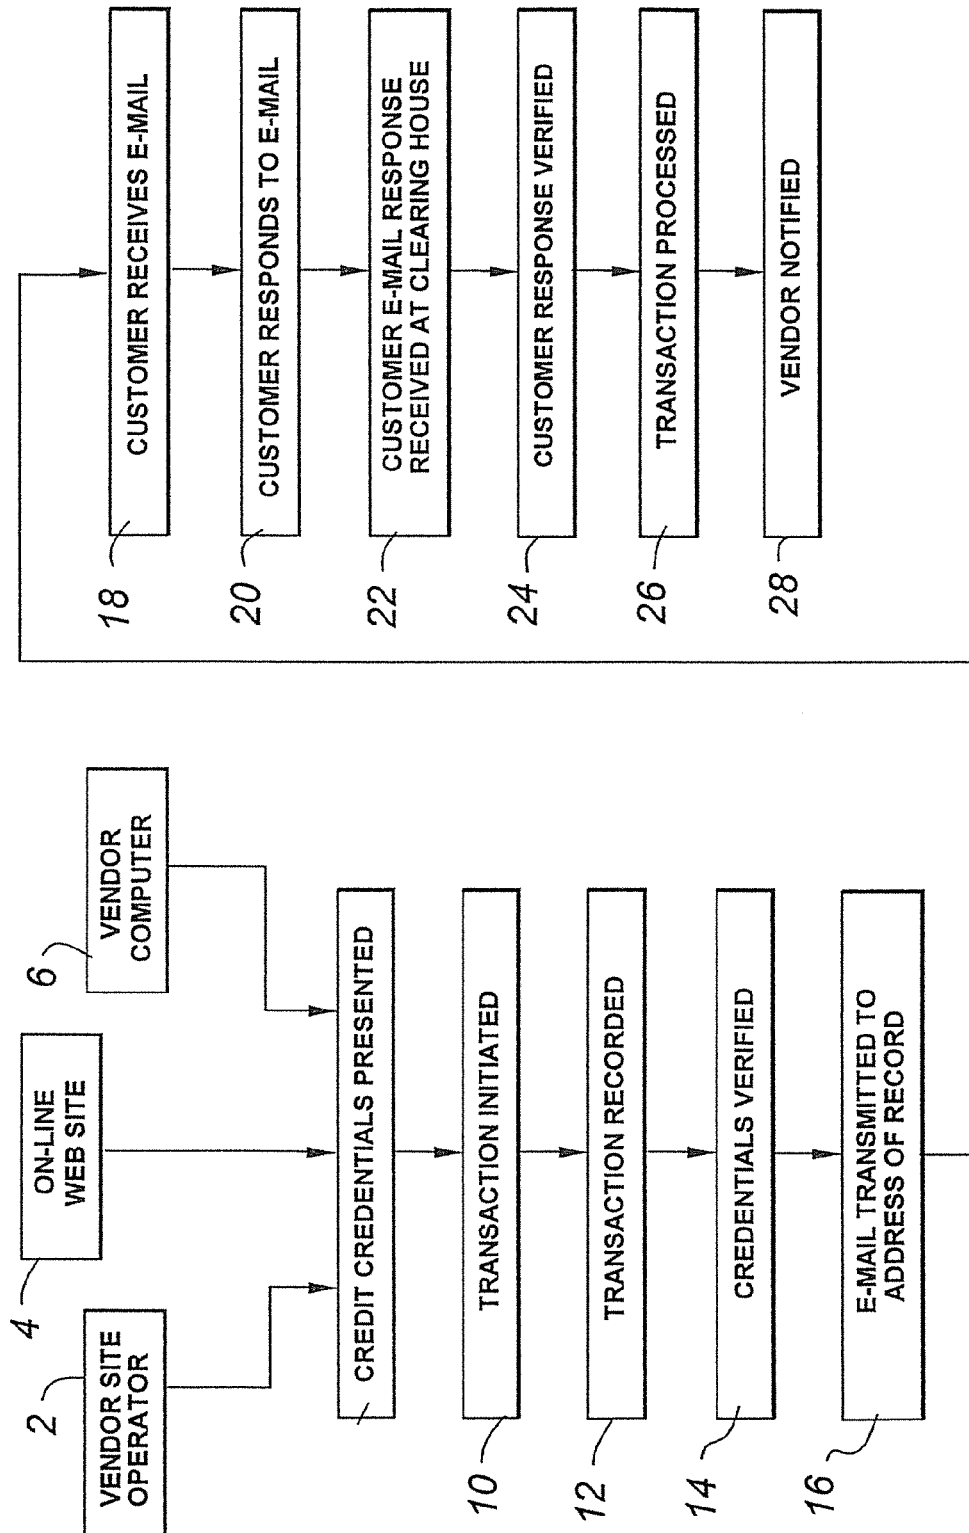 2
VENDOR SITE
OPERATOR
4
ON-LINE
WEB SITE
6
VENDOR
COMPUTER
CREDIT CREDENTIALS PRESENTED
10
TRANSACTION INITIATED
12
TRANSACTION RECORDED
14
CREDENTIALS VERIFIED
16
E-MAIL TRANSMITTED TO
ADDRESS OF RECORD
18
CUSTOMER RECEIVES E-MAIL
20
CUSTOMER RESPONDS TO E-MAIL
22
CUSTOMER E-MAIL RESPONSE
RECEIVED AT CLEARING HOUSE
24
CUSTOMER RESPONSE VERIFIED
26
TRANSACTION PROCESSED
28
VENDOR NOTIFIED